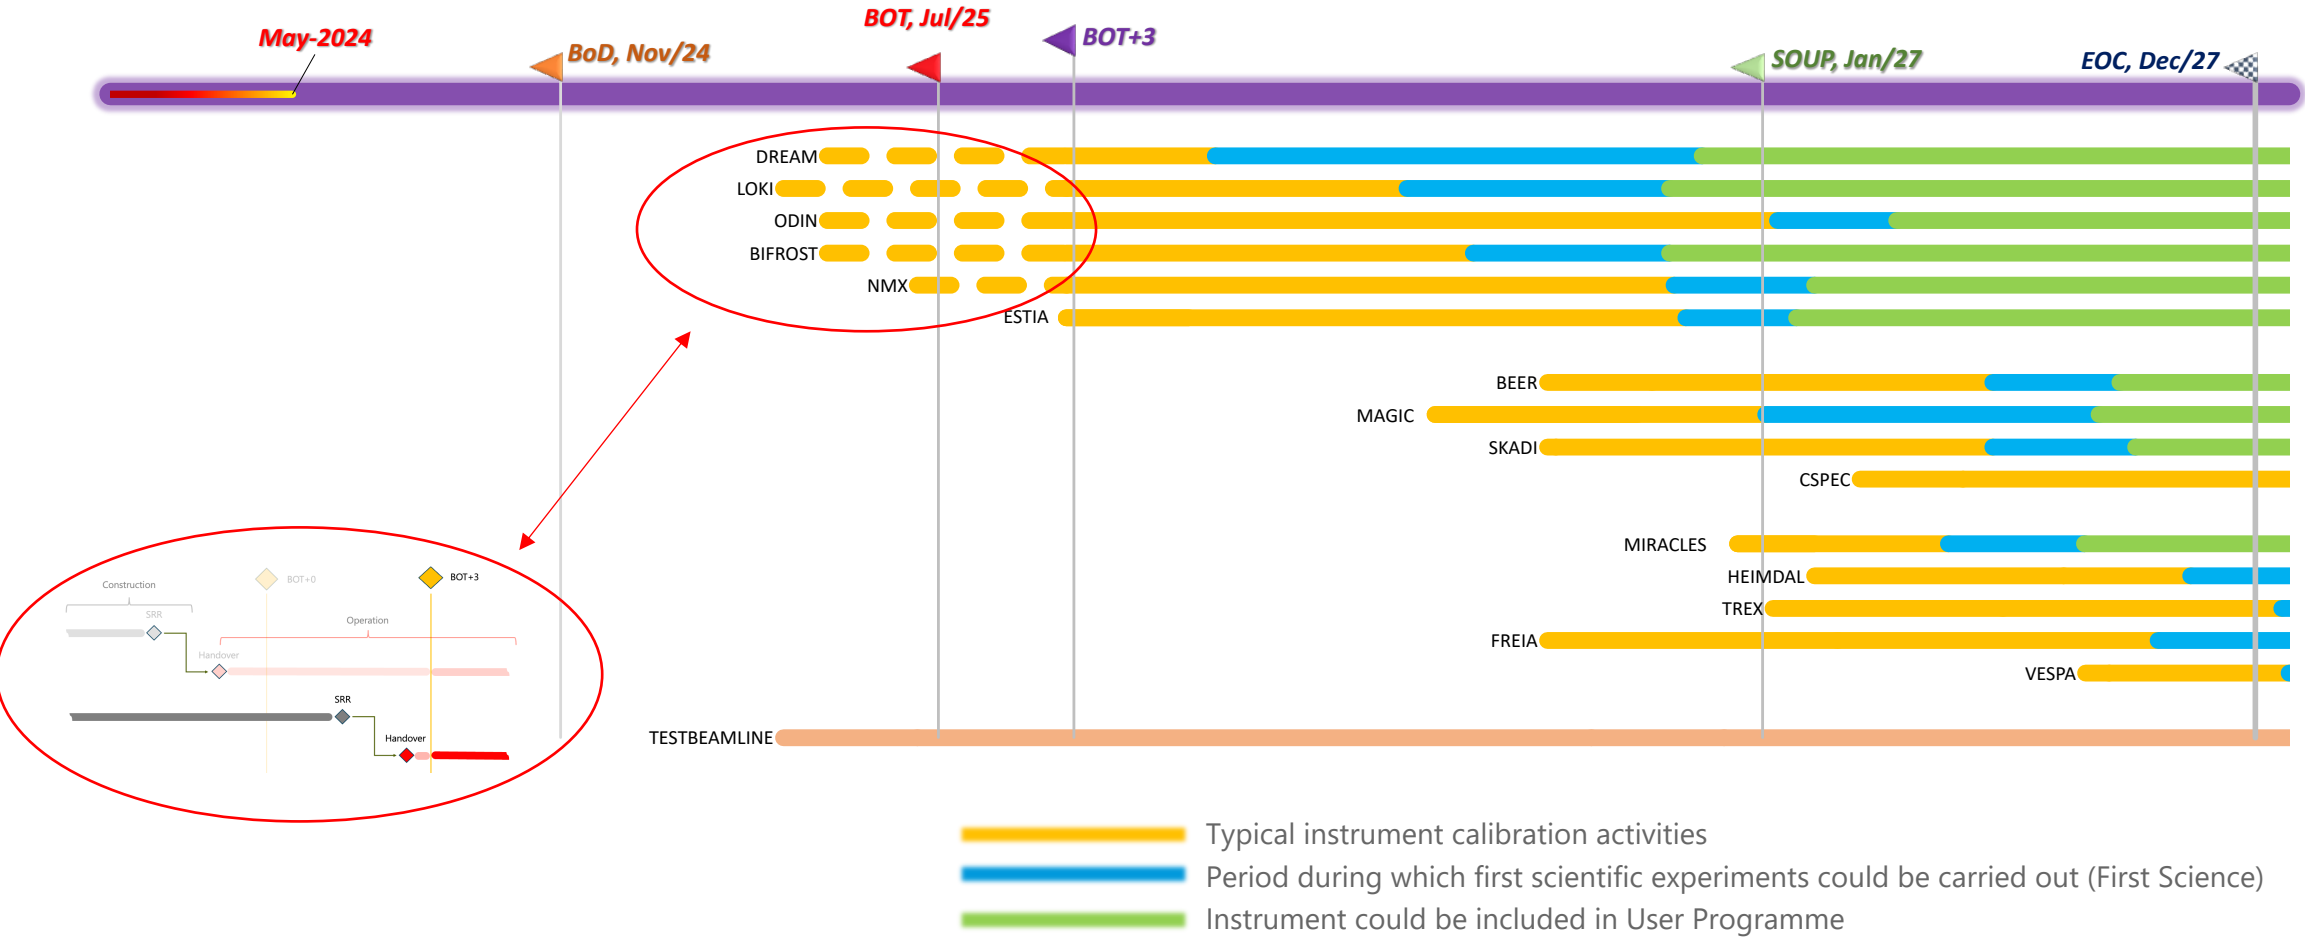 May-2024
BoD, Nov/24
BOT, Jul/25
BOT+3
SOUP, Jan/27
EOC, Dec/27
DREAM
LOKI
ODIN
BIFROST
NMX
ESTIA
BEER
MAGIC
SKADI
CSPEC
MIRACLES
HEIMDAL
TREX
FREIA
VESPA
TESTBEAMLINE
BOT+0
BOT+3
Construction
SRR
Operation
Handover
SRR
Handover
Typical instrument calibration activities
Period during which first scientific experiments could be carried out (First Science)
Instrument could be included in User Programme